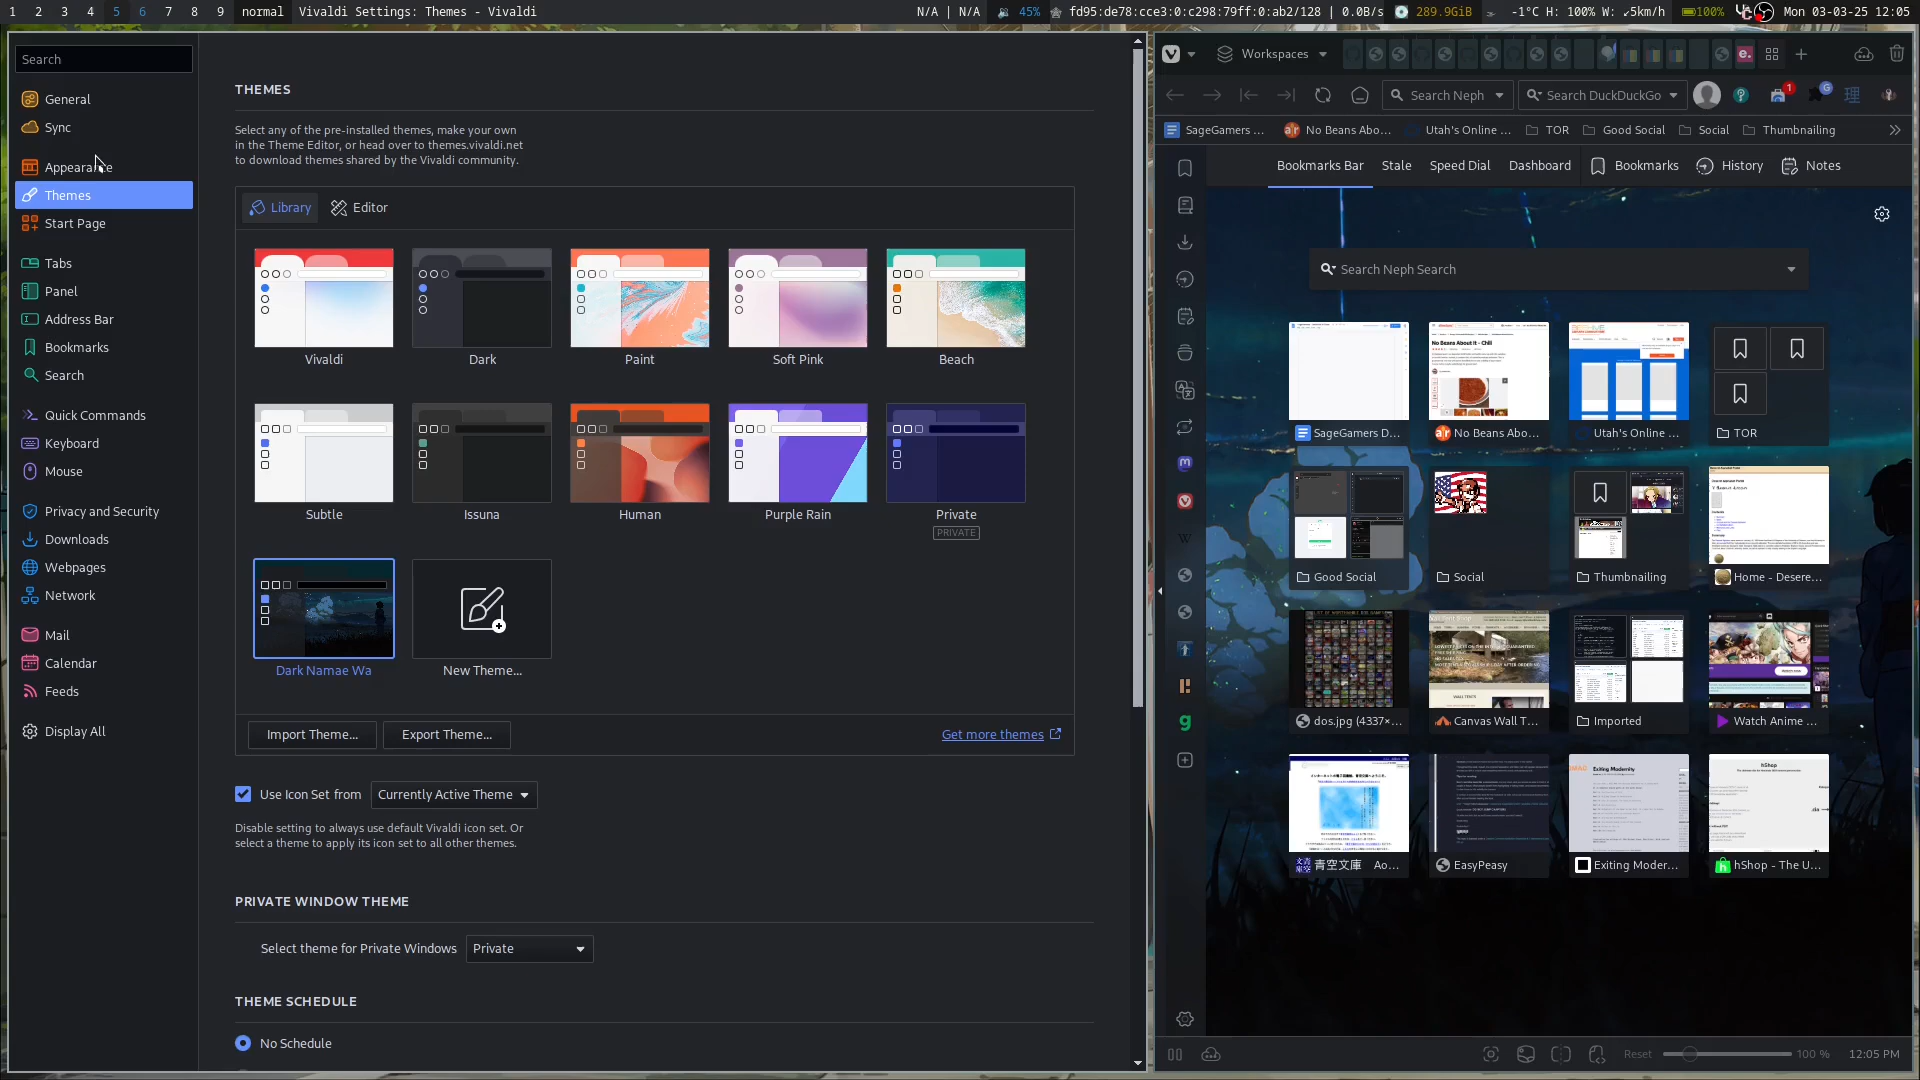 1 2 3 4 5 6 7 8 9 normal Vivaldi Settings: Themes - Vivaldi
N/A | N/A 45% fd95:de78:cce3:0:c298:79ff:0:ab2/128 | 0.0B/s 289.9GiB -1°C H: 100% W: ↙5km/h 100% Mon 03-03-25 12:05
Search
General
Sync
Appearance
Themes
Start Page
Tabs
Panel
Address Bar
Bookmarks
Search
Quick Commands
Keyboard
Mouse
Privacy and Security
Downloads
Webpages
Network
Mail
Calendar
Feeds
Display All
THEMES
Select any of the pre-installed themes, make your own
in the Theme Editor, or head over to themes.vivaldi.net
to download themes shared by the Vivaldi community.
Library Editor
Vivaldi Dark Paint Soft Pink Beach
Subtle Issuna Human Purple Rain Private
PRIVATE
Dark Namae Wa New Theme...
Import Theme... Export Theme... Get more themes
Use Icon Set from Currently Active Theme
Disable setting to always use default Vivaldi icon set. Or
select a theme to apply its icon set to all other themes.
PRIVATE WINDOW THEME
Select theme for Private Windows Private
THEME SCHEDULE
No Schedule
Workspaces
Search Neph Search DuckDuckGo 1 G
SageGamers ... No Beans Abo... Utah's Online ... TOR Good Social Social Thumbnailing
Bookmarks Bar Stale Speed Dial Dashboard Bookmarks History Notes
Search Neph Search
No Beans About It - Chili
SageGamers D... No Beans Abo... Utah's Online ... TOR
Good Social Social Thumbnailing Home - Desere...
dos.jpg (4337×... Canvas Wall T... Imported Watch Anime ...
Exiting Modernity hShop
青空文庫 Ao... EasyPeasy Exiting Moder... hShop - The U...
Reset 100 % 12:05 PM